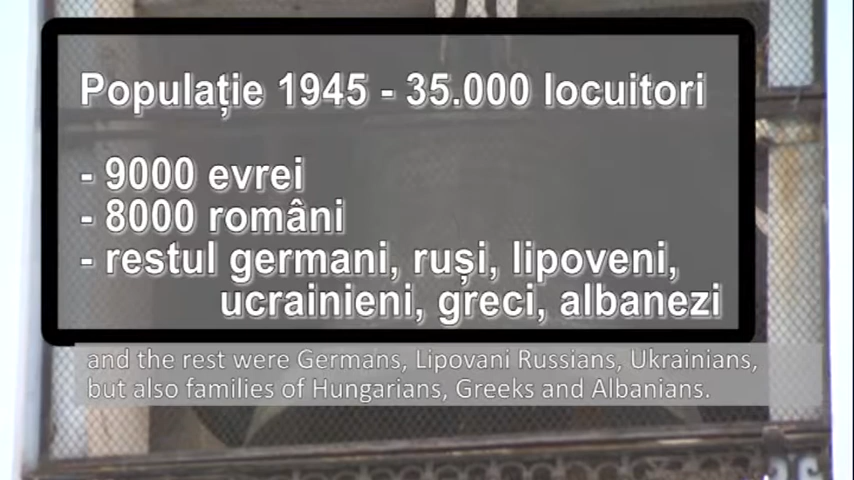 Populație 1945 - 35.000 locuitori
- 9000 evrei
- 8000 români
- restul germani, ruși, lipoveni,
ucrainieni, greci, albanezi
and the rest were Germans, Lipovani Russians, Ukrainians,
but also families of Hungarians, Greeks and Albanians.